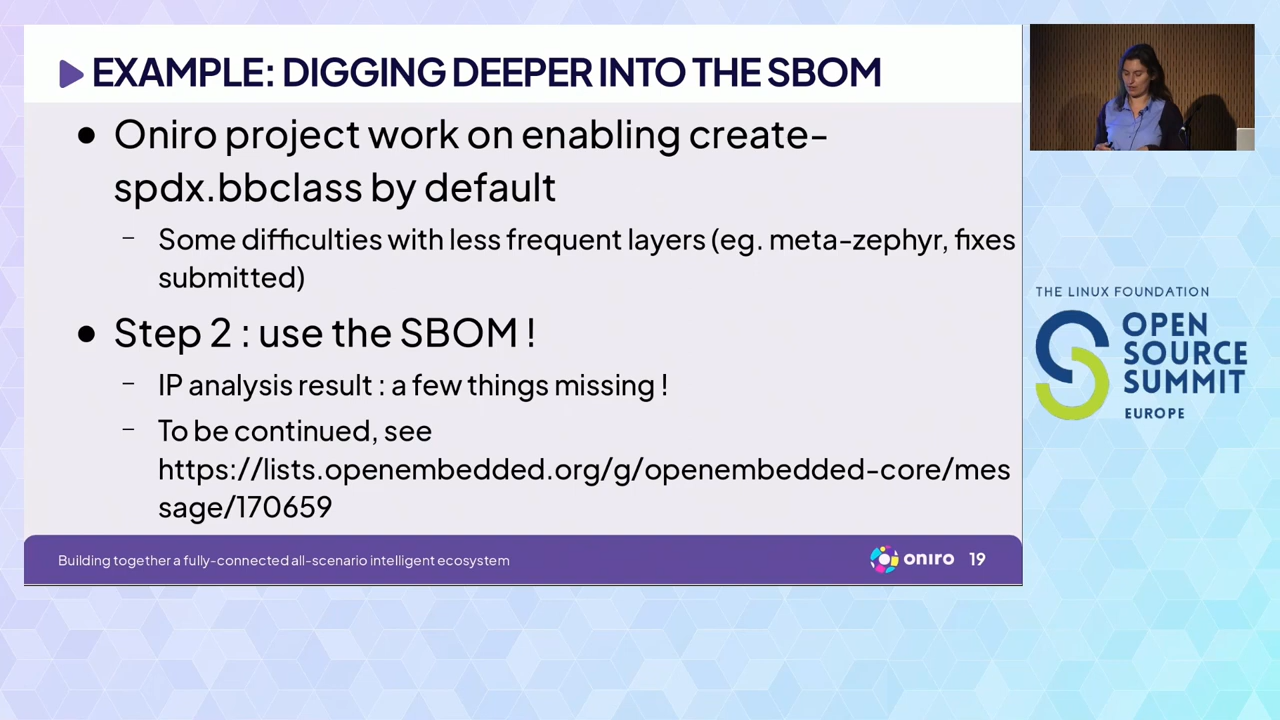 EXAMPLE: DIGGING DEEPER INTO THE SBOM
● Oniro project work on enabling create-
spdx.bbclass by default
– Some difficulties with less frequent layers (eg. meta-zephyr, fixes
submitted)
● Step 2 : use the SBOM !
– IP analysis result : a few things missing !
– To be continued, see
https://lists.openembedded.org/g/openembedded-core/mes
sage/170659
Building together a fully-connected all-scenario intelligent ecosystem
oniro 19
THE LINUX FOUNDATION
OPEN
SOURCE
SUMMIT
EUROPE